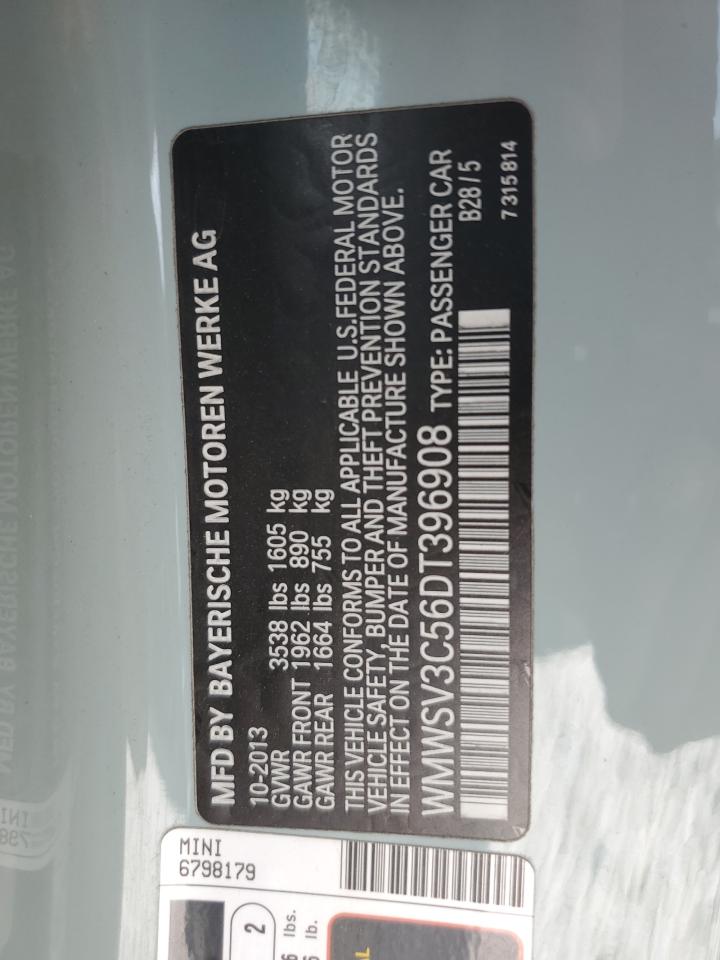 MFD BY BAYERISCHE MOTOREN WERKE AG
10-2013
GVWR 3538 lbs 1605 kg
GAWR FRONT 1962 lbs 890 kg
GAWR REAR 1664 lbs 755 kg
THIS VEHICLE CONFORMS TO ALL APPLICABLE U.S.FEDERAL MOTOR
VEHICLE SAFETY, BUMPER AND THEFT PREVENTION STANDARDS
IN EFFECT ON THE DATE OF MANUFACTURE SHOWN ABOVE.
WMWSV3C56DT396908 TYPE: PASSENGER CAR
B28/5
7315814
MINI
6798179
2
lbs.
lb.